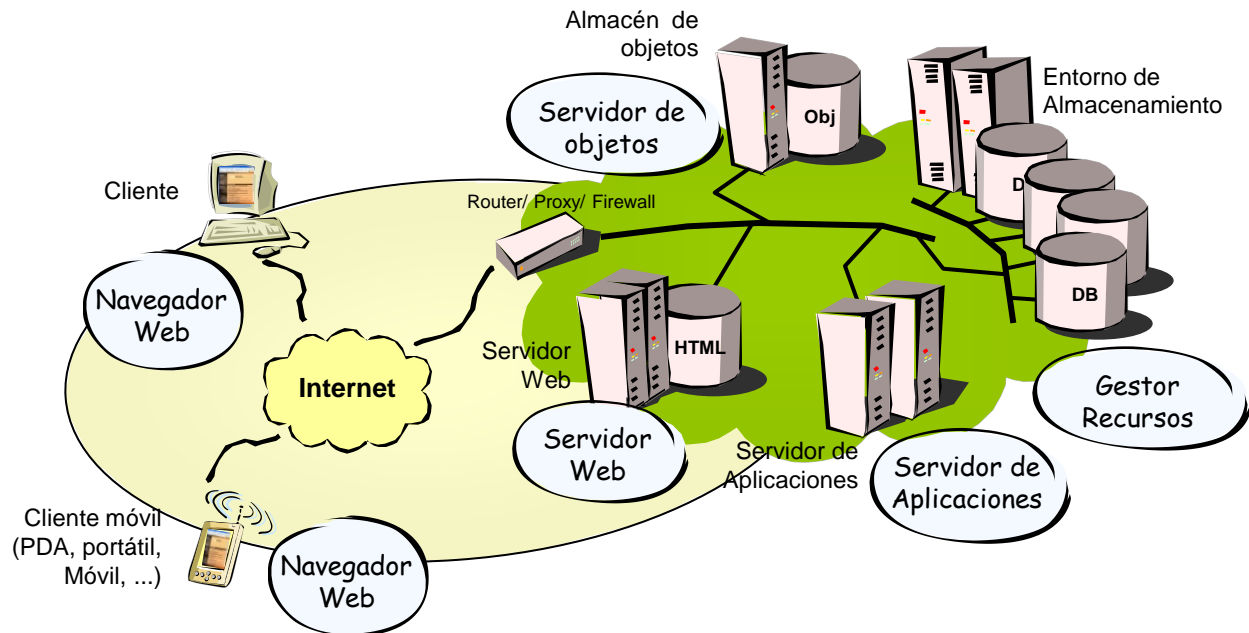 Almacén de
objetos
Entorno de
Almacenamiento
Obj
Servidor de
objetos
D
Cliente
Router/ Proxy/ Firewall
Navegador
Web
DB
HTML
Servidor
Web
Internet
Gestor
Recursos
Servidor
Web
Servidor de
Aplicaciones
Servidor de
Aplicaciones
Cliente móvil
(PDA, portátil,
Móvil, ...)
Navegador
Web